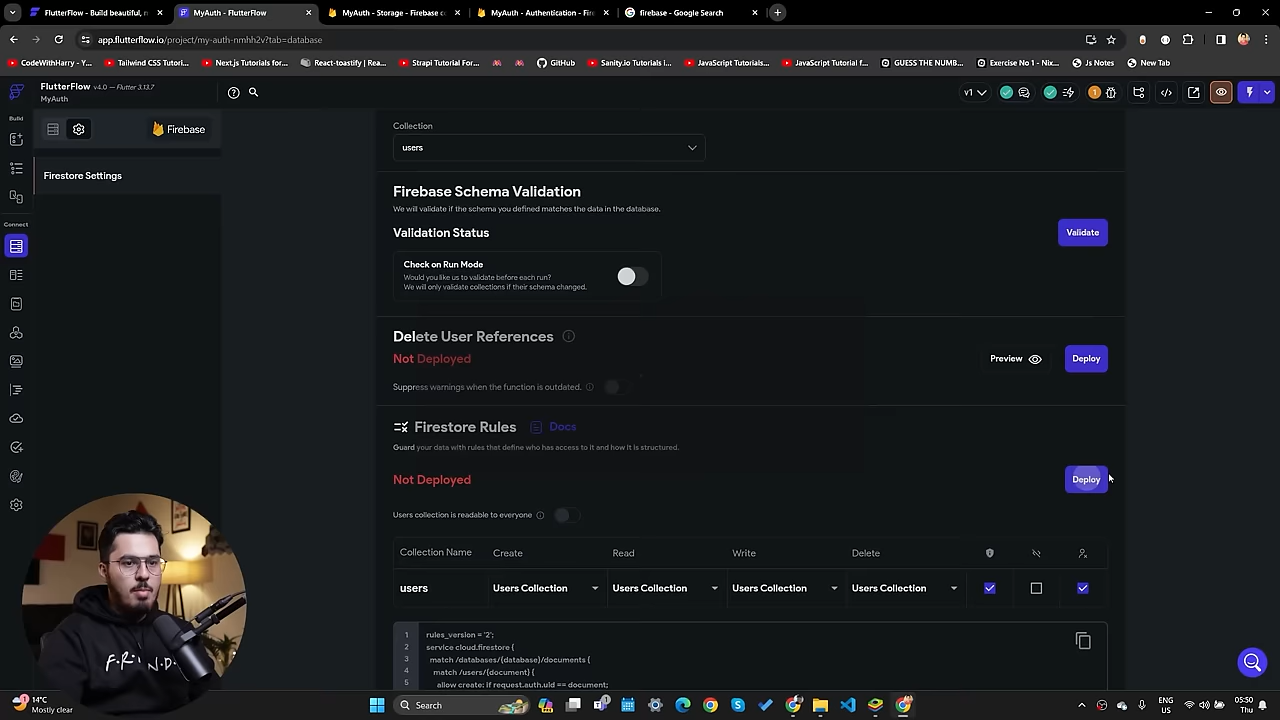 FlutterFlow - Build beautiful, n
MyAuth - FlutterFlow
MyAuth - Storage - Firebase c
MyAuth - Authentication - Fire
firebase - Google Search
app.flutterflow.io/project/my-auth-nmhh2v?tab=database
CodeWithHarry - Y...
Tailwind CSS Tutori...
Next.js Tutorials for...
React-toastify | Rea...
Strapi Tutorial For...
GitHub
Sanity.io Tutorials |...
JavaScript Tutorials...
JavaScript Tutorial f...
GUESS THE NUMB...
Exercise No 1 - Nix...
Js Notes
New Tab
FlutterFlow v4.0 — Flutter 3.13.7
MyAuth
v1
1
Build
Firebase
Firestore Settings
Connect
Collection
users
Firebase Schema Validation
We will validate if the schema you defined matches the data in the database.
Validation Status
Validate
Check on Run Mode
Would you like us to validate before each run?
We will only validate collections if their schema changed.
Delete User References
Not Deployed
Preview
Deploy
Suppress warnings when the function is outdated.
Firestore Rules
Docs
Guard your data with rules that define who has access to it and how it is structured.
Not Deployed
Deploy
Users collection is readable to everyone
Collection Name Create Read Write Delete
users Users Collection Users Collection Users Collection Users Collection
1 rules_version = '2';
2 service cloud.firestore {
3 match /databases/{database}/documents {
4 match /users/{document} {
5 allow create: if request.auth.uid == document;
14°C
Mostly clear
Search
ENG
US
05:50
Thu